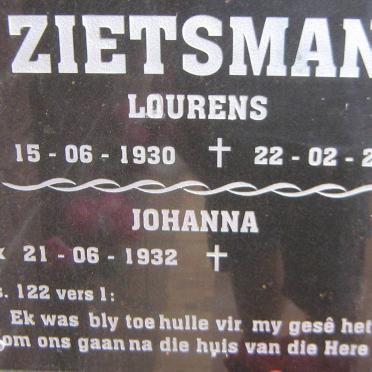 ZIETSMAN
LOURENS
15 - 06 - 1930 † 22 - 02 - 2
JOHANNA
21 - 06 - 1932 †
s. 122 vers 1:
Ek was bly toe hulle vir my gesê het
om ons gaan na die huis van die Here